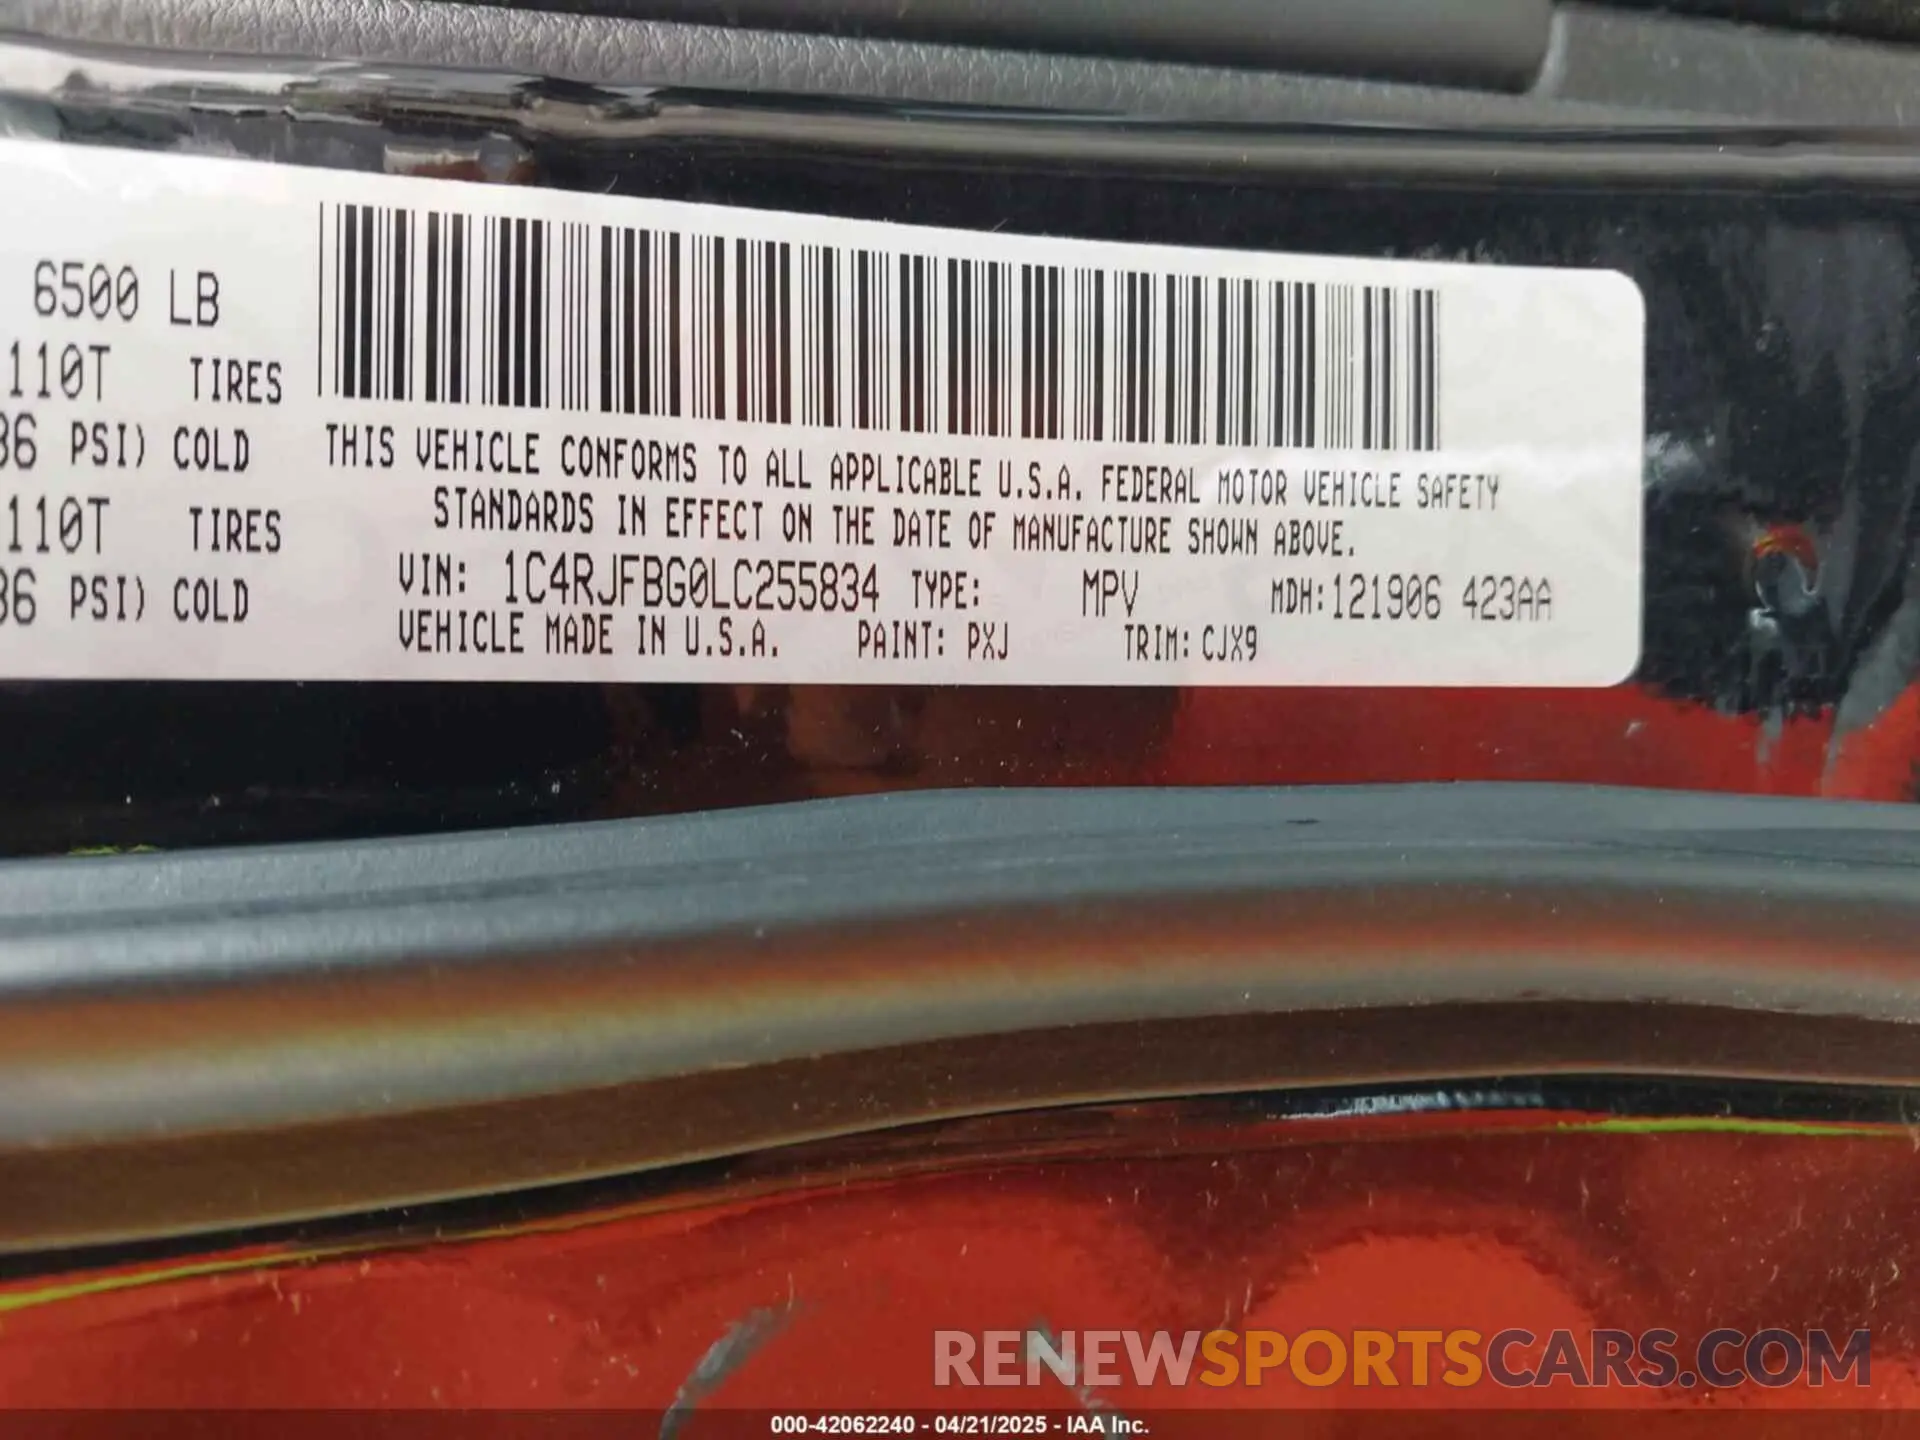 6500 LB
110T TIRES
36 PSI) COLD
110T TIRES
36 PSI) COLD
THIS VEHICLE CONFORMS TO ALL APPLICABLE U.S.A. FEDERAL MOTOR VEHICLE SAFETY
STANDARDS IN EFFECT ON THE DATE OF MANUFACTURE SHOWN ABOVE.
VIN: 1C4RJFBG0LC255834 TYPE: MPV MDH:121906 423AA
VEHICLE MADE IN U.S.A. PAINT: PXJ TRIM: CJX9
RENEWSPORTSCARS.COM
000-42062240 - 04/21/2025 - IAA Inc.